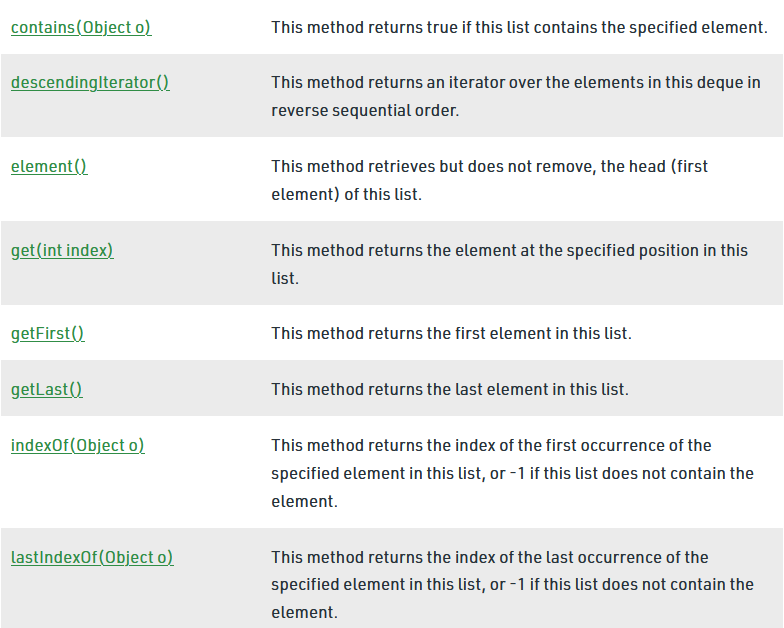 contains(Object o) This method returns true if this list contains the specified element.
descendingIterator() This method returns an iterator over the elements in this deque in
reverse sequential order.
element() This method retrieves but does not remove, the head (first
element) of this list.
get(int index) This method returns the element at the specified position in this
list.
getFirst() This method returns the first element in this list.
getLast() This method returns the last element in this list.
indexOf(Object o) This method returns the index of the first occurrence of the
specified element in this list, or -1 if this list does not contain the
element.
lastIndexOf(Object o) This method returns the index of the last occurrence of the
specified element in this list, or -1 if this list does not contain the
element.